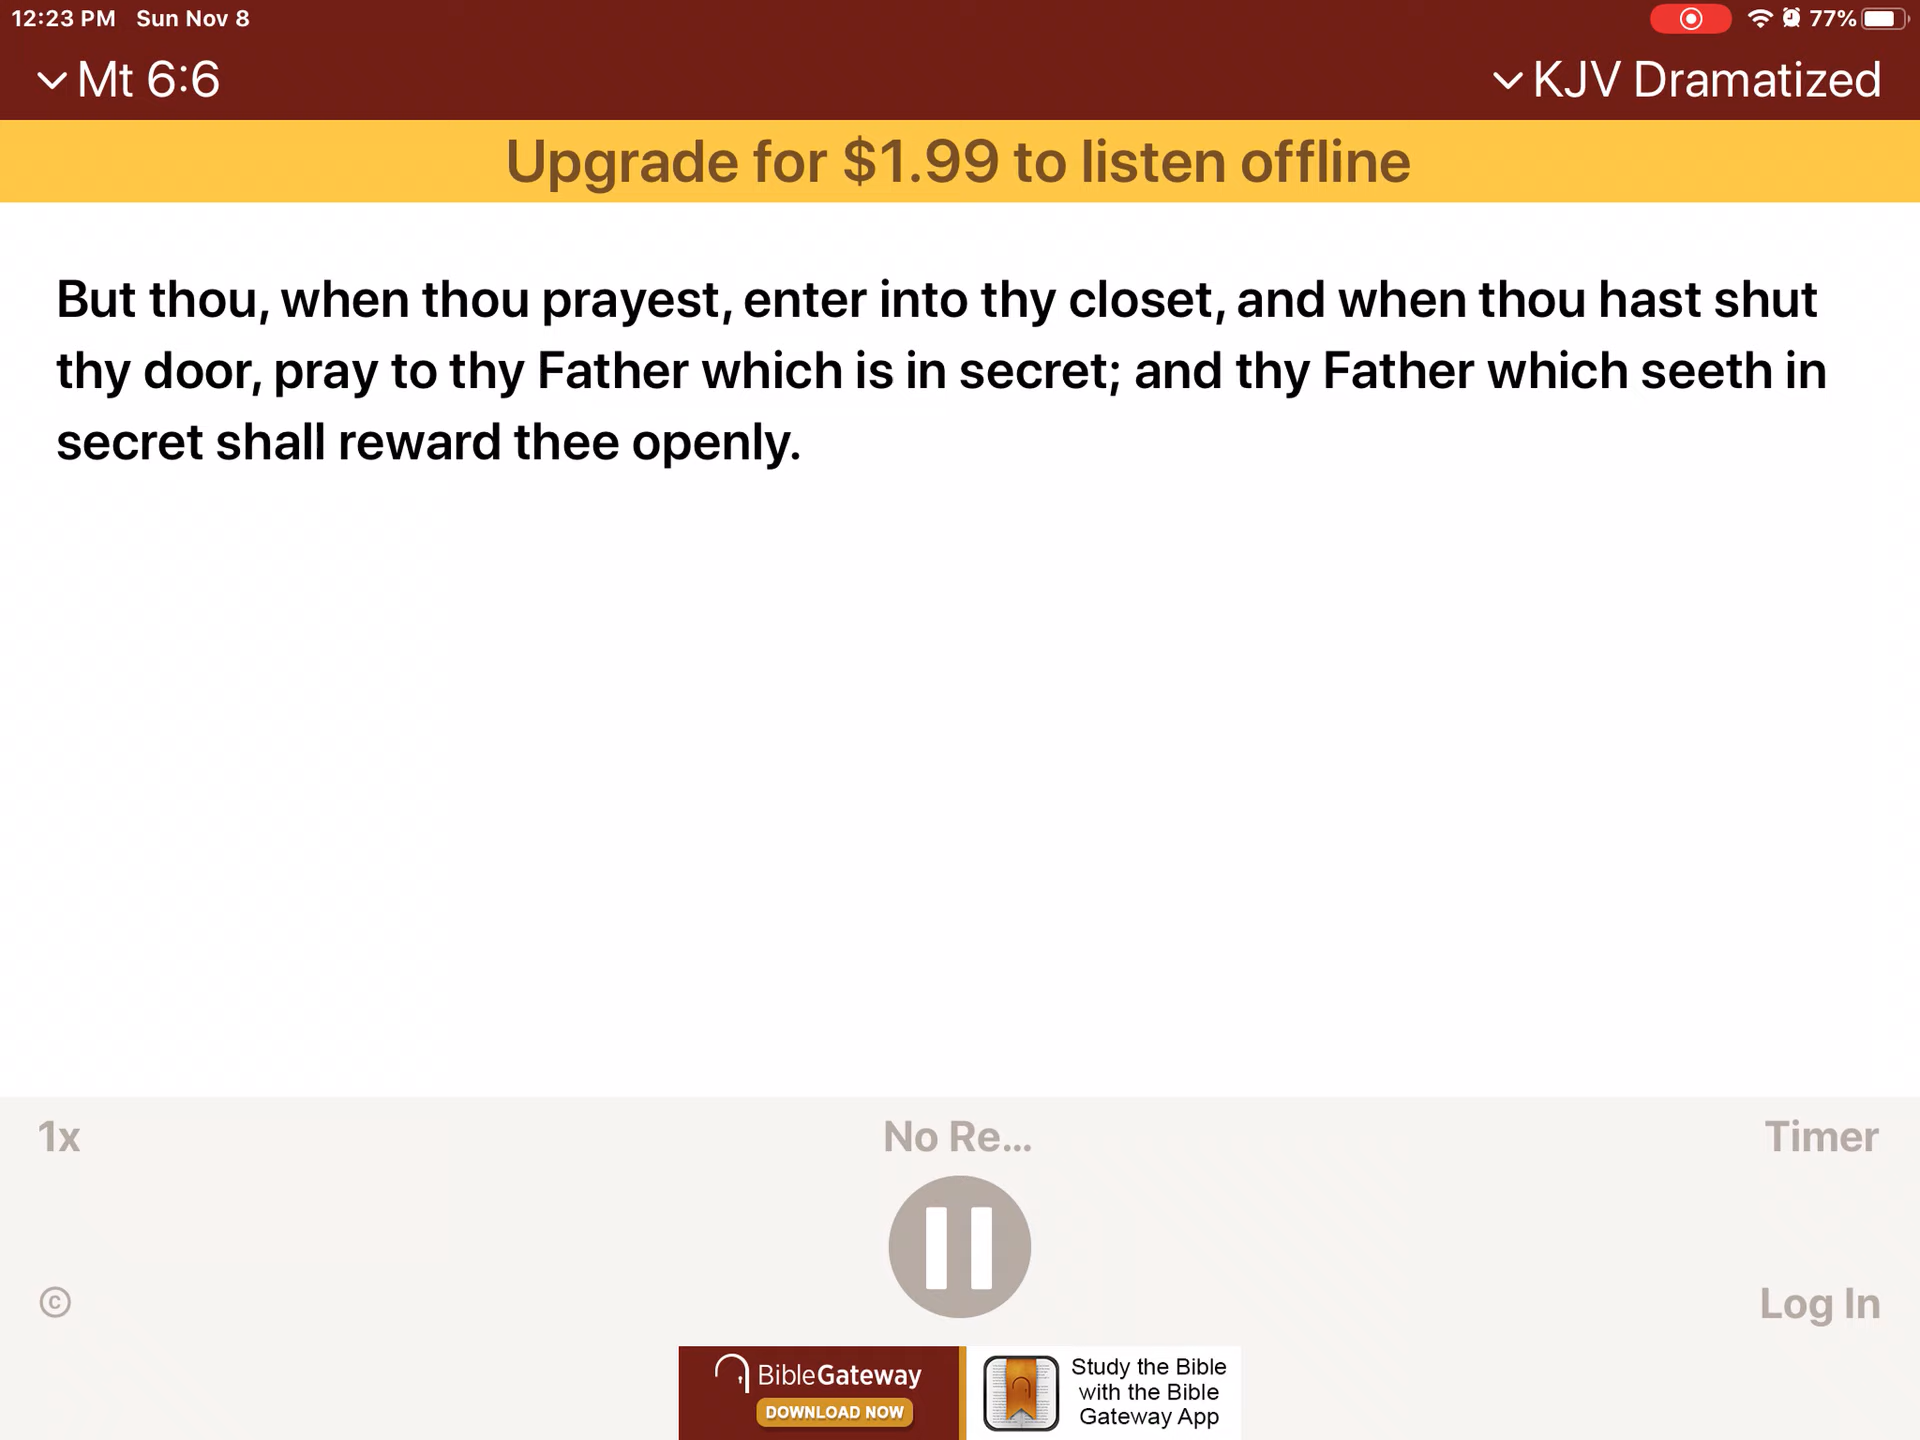 12:23 PM Sun Nov 8
77%
Mt 6:6
KJV Dramatized
Upgrade for $1.99 to listen offline
But thou, when thou prayest, enter into thy closet, and when thou hast shut
thy door, pray to thy Father which is in secret; and thy Father which seeth in
secret shall reward thee openly.
1x
No Re...
Timer
©
Log In
BibleGateway
DOWNLOAD NOW
Study the Bible
with the Bible
Gateway App